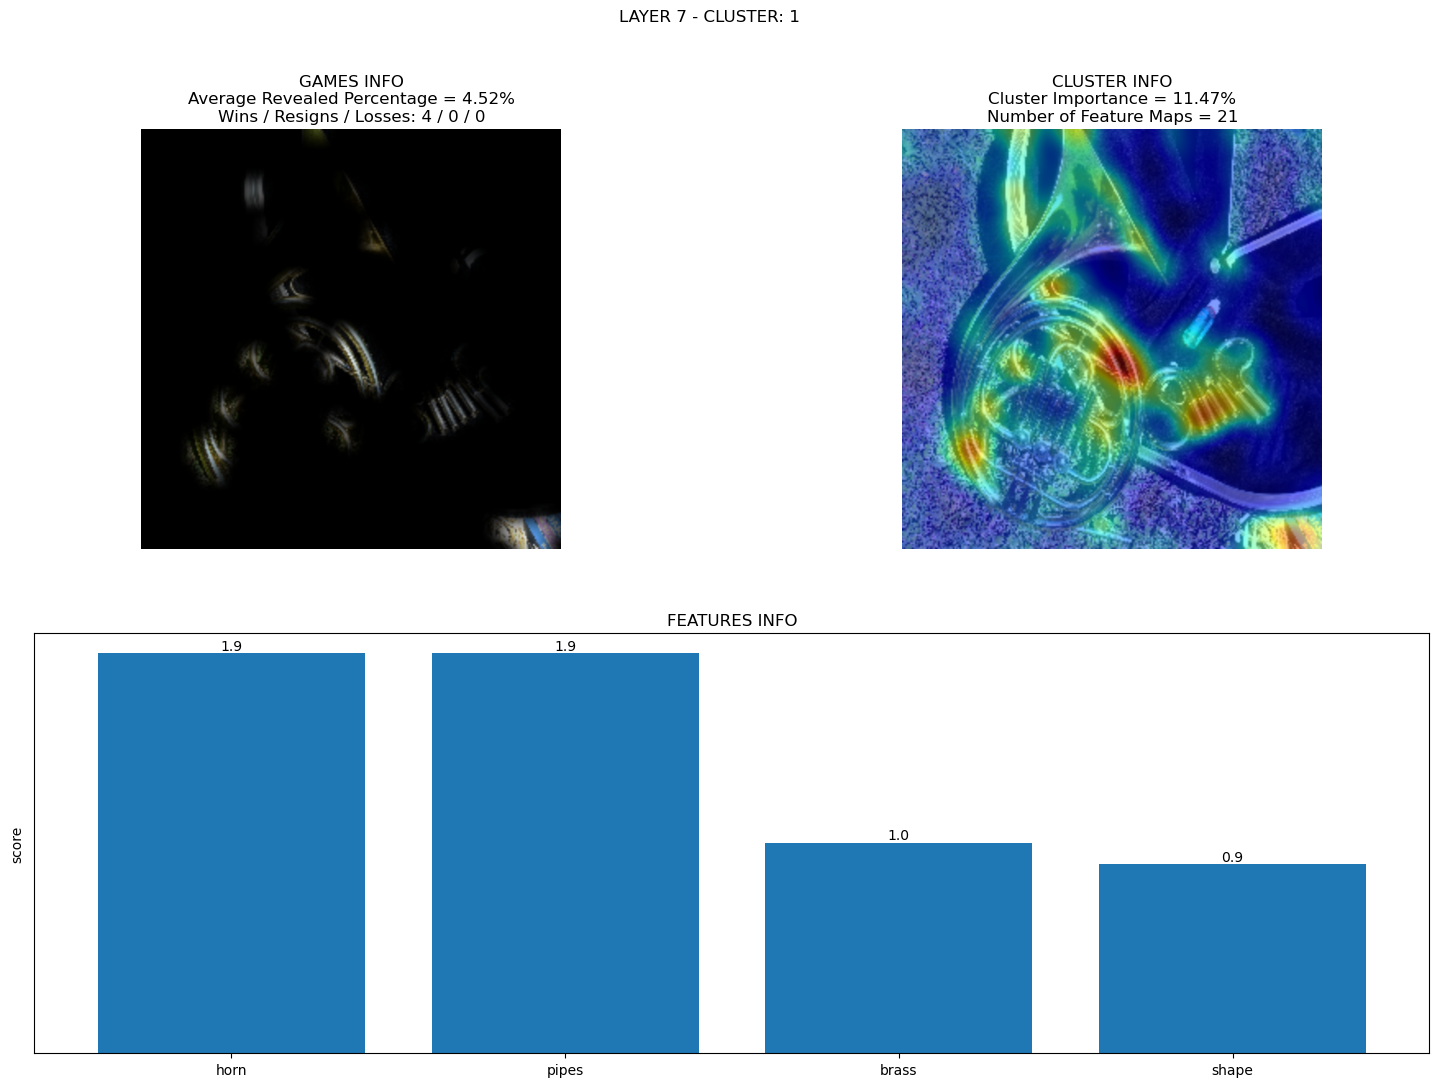 LAYER 7 - CLUSTER: 1
GAMES INFO
Average Revealed Percentage = 4.52%
Wins / Resigns / Losses: 4 / 0 / 0
CLUSTER INFO
Cluster Importance = 11.47%
Number of Feature Maps = 21
FEATURES INFO
score
1.9
1.9
1.0
0.9
horn
pipes
brass
shape